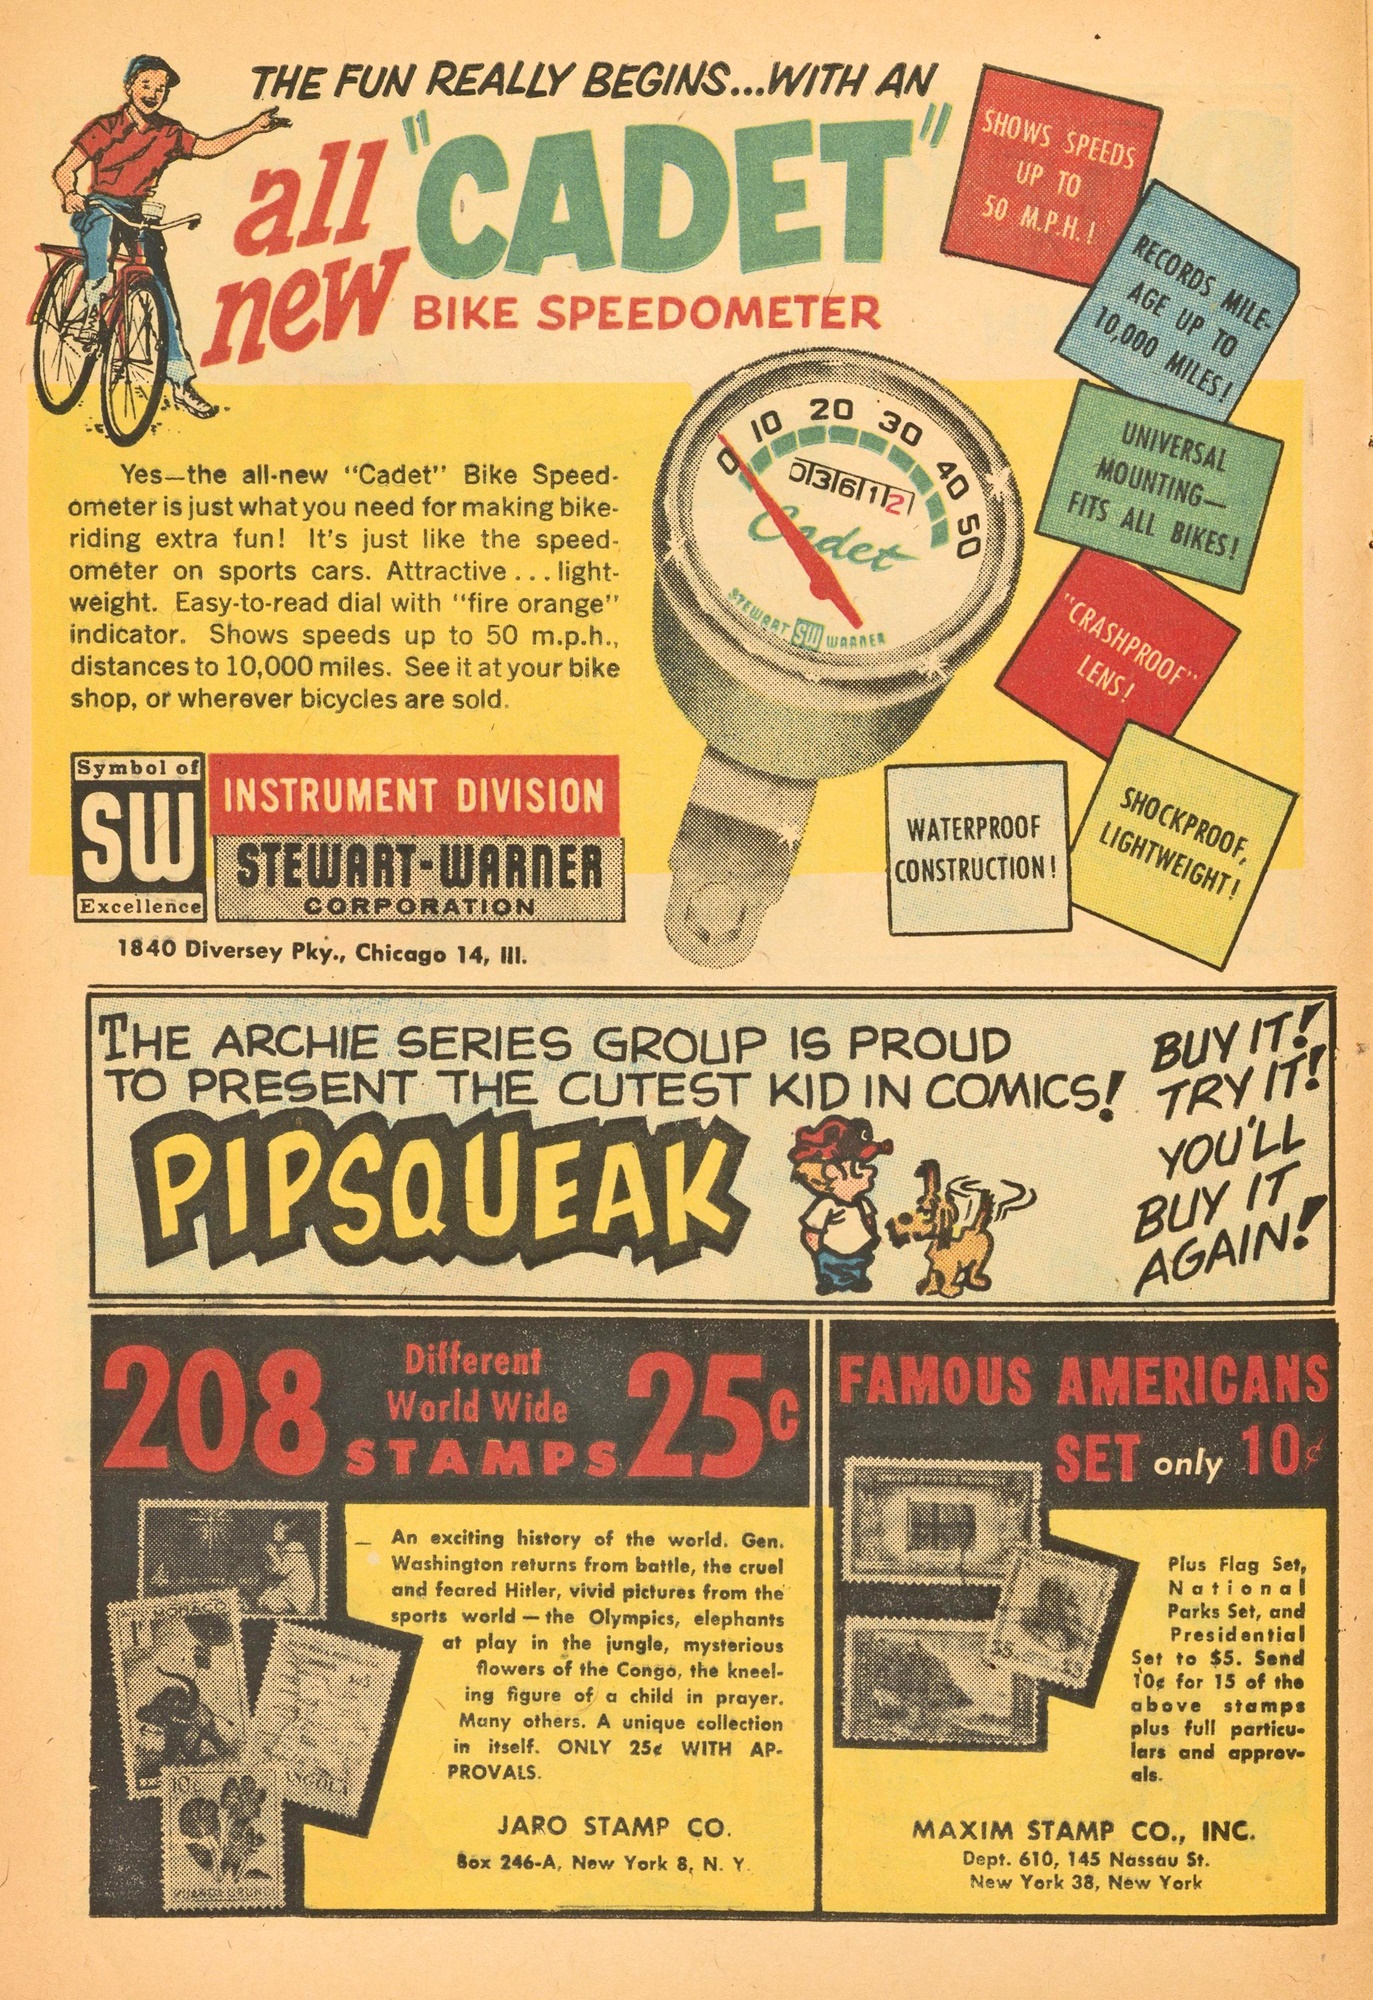 THE FUN REALLY BEGINS...WITH AN
all new
"CADET"
BIKE SPEEDOMETER
SHOWS SPEEDS
UP TO
50 M.P.H.!
RECORDS MILE-
AGE UP TO
10,000 MILES!
UNIVERSAL
MOUNTING—
FITS ALL BIKES!
"CRASHPROOF"
LENS!
SHOCKPROOF,
LIGHTWEIGHT!
WATERPROOF
CONSTRUCTION!
0 10 20 30 40 50
03612
Cadet
STEWART SW WARNER
Yes—the all-new "Cadet" Bike Speed-
ometer is just what you need for making bike-
riding extra fun! It's just like the speed-
ometer on sports cars. Attractive...light-
weight. Easy-to-read dial with "fire orange"
indicator. Shows speeds up to 50 m.p.h.,
distances to 10,000 miles. See it at your bike
shop, or wherever bicycles are sold.
Symbol of
SW
Excellence
INSTRUMENT DIVISION
STEWART-WARNER
CORPORATION
1840 Diversey Pky., Chicago 14, Ill.
THE ARCHIE SERIES GROUP IS PROUD
TO PRESENT THE CUTEST KID IN COMICS!
PIPSQUEAK
BUY IT!
TRY IT!
YOU'LL
BUY IT
AGAIN!
208 Different
World Wide
STAMPS 25c
MONACO
ANGOLA
10c
An exciting history of the world. Gen.
Washington returns from battle, the cruel
and feared Hitler, vivid pictures from the
sports world — the Olympics, elephants
at play in the jungle, mysterious
flowers of the Congo, the kneel-
ing figure of a child in prayer.
Many others. A unique collection
in itself. ONLY 25¢ WITH AP-
PROVALS.
JARO STAMP CO.
Box 246-A, New York 8, N. Y.
FAMOUS AMERICANS
SET only 10¢
Plus Flag Set,
National
Parks Set, and
Presidential
Set to $5. Send
10¢ for 15 of the
above stamps
plus full particu-
lars and approv-
als.
MAXIM STAMP CO., INC.
Dept. 610, 145 Nassau St.
New York 38, New York